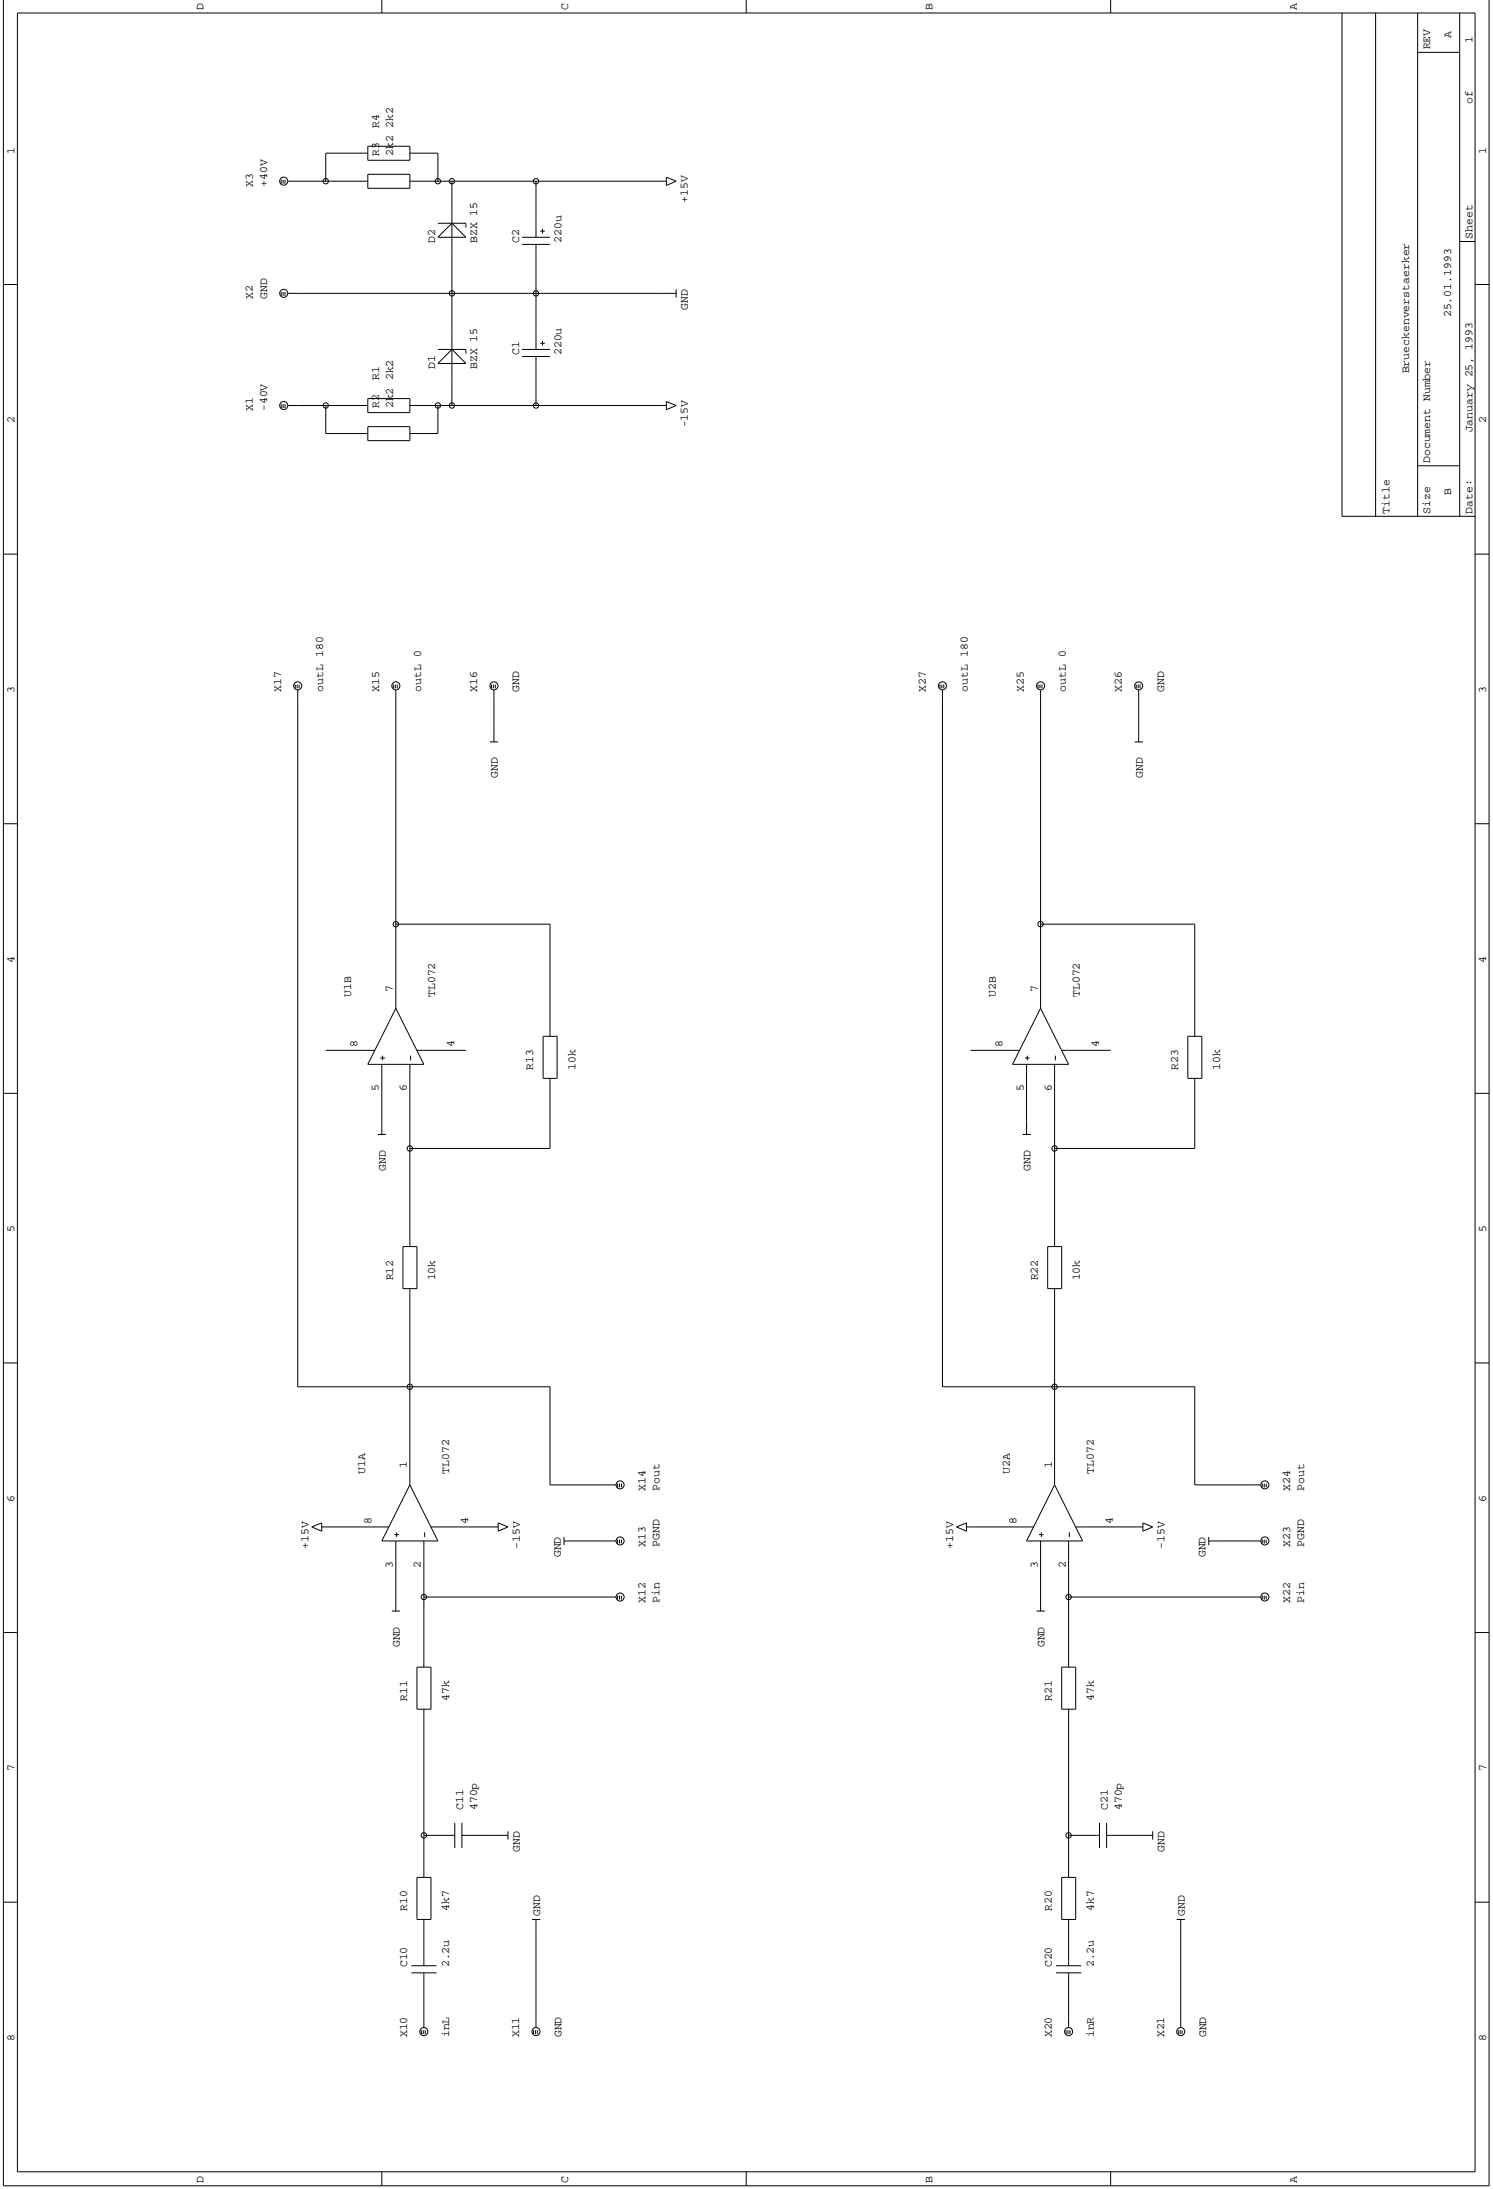 D
C
B
A
1
2
3
4
5
6
7
8
X3
+40V
R3
2k2
R4
2k2
D2
BZX 15
C2
220u
+15V
X2
GND
GND
X1
-40V
R2
2k2
R1
2k2
D1
BZX 15
C1
220u
-15V
X10
inL
C10
2.2u
R10
4k7
C11
470p
GND
X11
GND
GND
R11
47k
GND
3
2
8
4
1
+15V
-15V
U1A
TL072
X12
Pin
X13
PGND
GND
X14
Pout
R12
10k
GND
5
6
8
4
7
U1B
TL072
R13
10k
X17
outL 180
X15
outL 0
X16
GND
GND
X20
inR
C20
2.2u
R20
4k7
C21
470p
GND
X21
GND
GND
R21
47k
GND
3
2
8
4
1
+15V
-15V
U2A
TL072
X22
Pin
X23
PGND
GND
X24
Pout
R22
10k
GND
5
6
8
4
7
U2B
TL072
R23
10k
X27
outL 180
X25
outL 0
X26
GND
GND
Title
Brueckenverstaerker
Size Document Number REV
B 25.01.1993 A
Date: January 25, 1993 Sheet 1 of 1
D
C
B
A
1
2
3
4
5
6
7
8